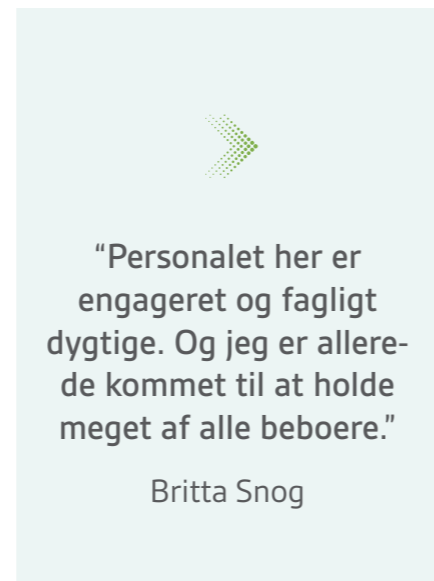 “Personalet her er
engageret og fagligt
dygtige. Og jeg er allere-
de kommet til at holde
meget af alle beboere.”
Britta Snog